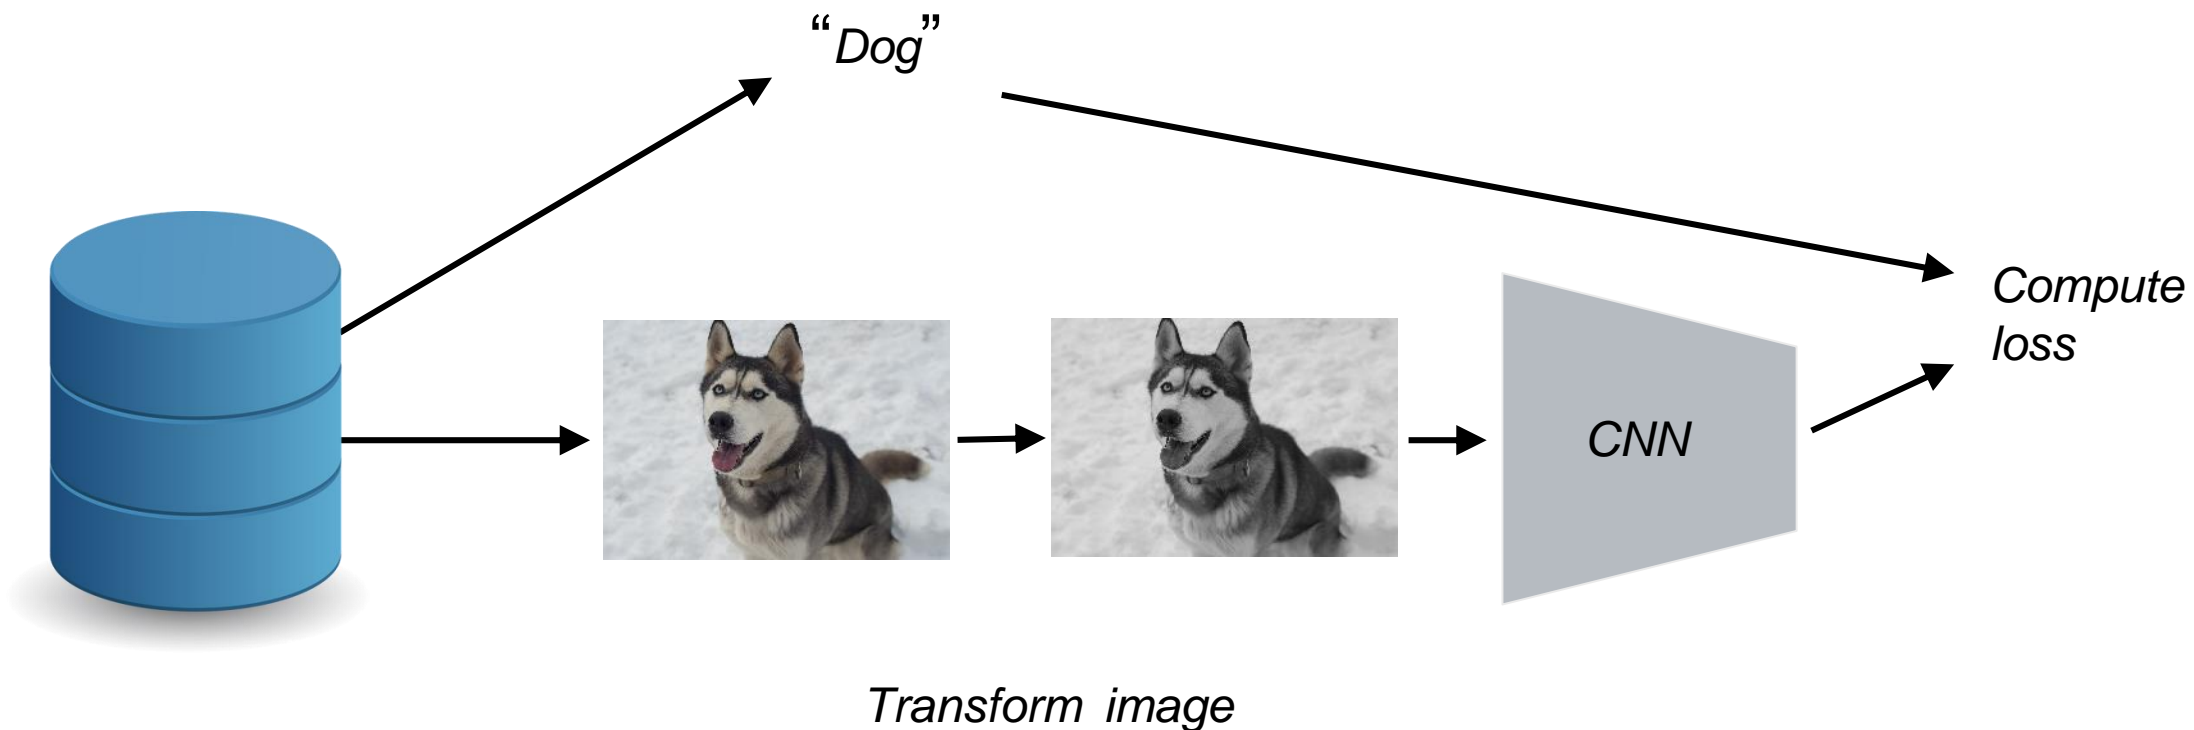 “Dog”
Compute
loss
CNN
Transform image